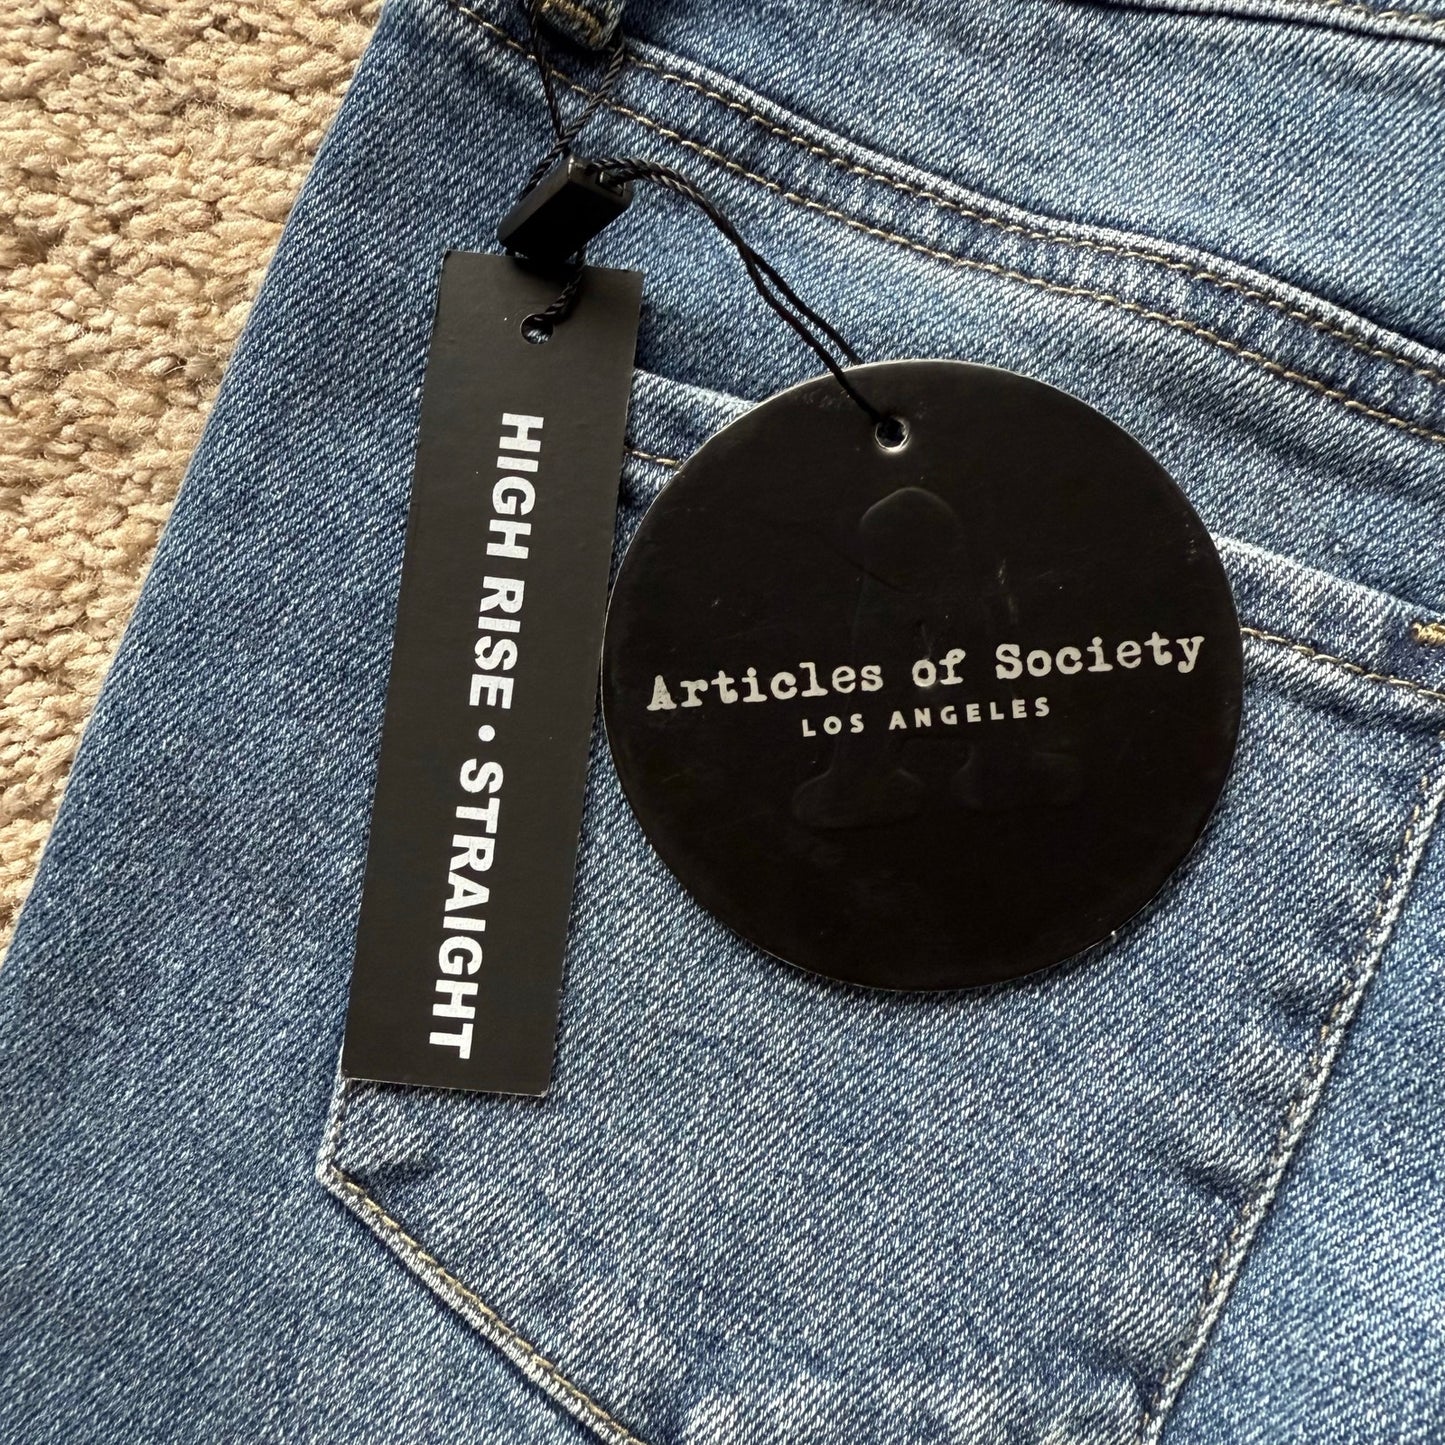 HIGH RISE • STRAIGHT
Articles of Society
LOS ANGELES